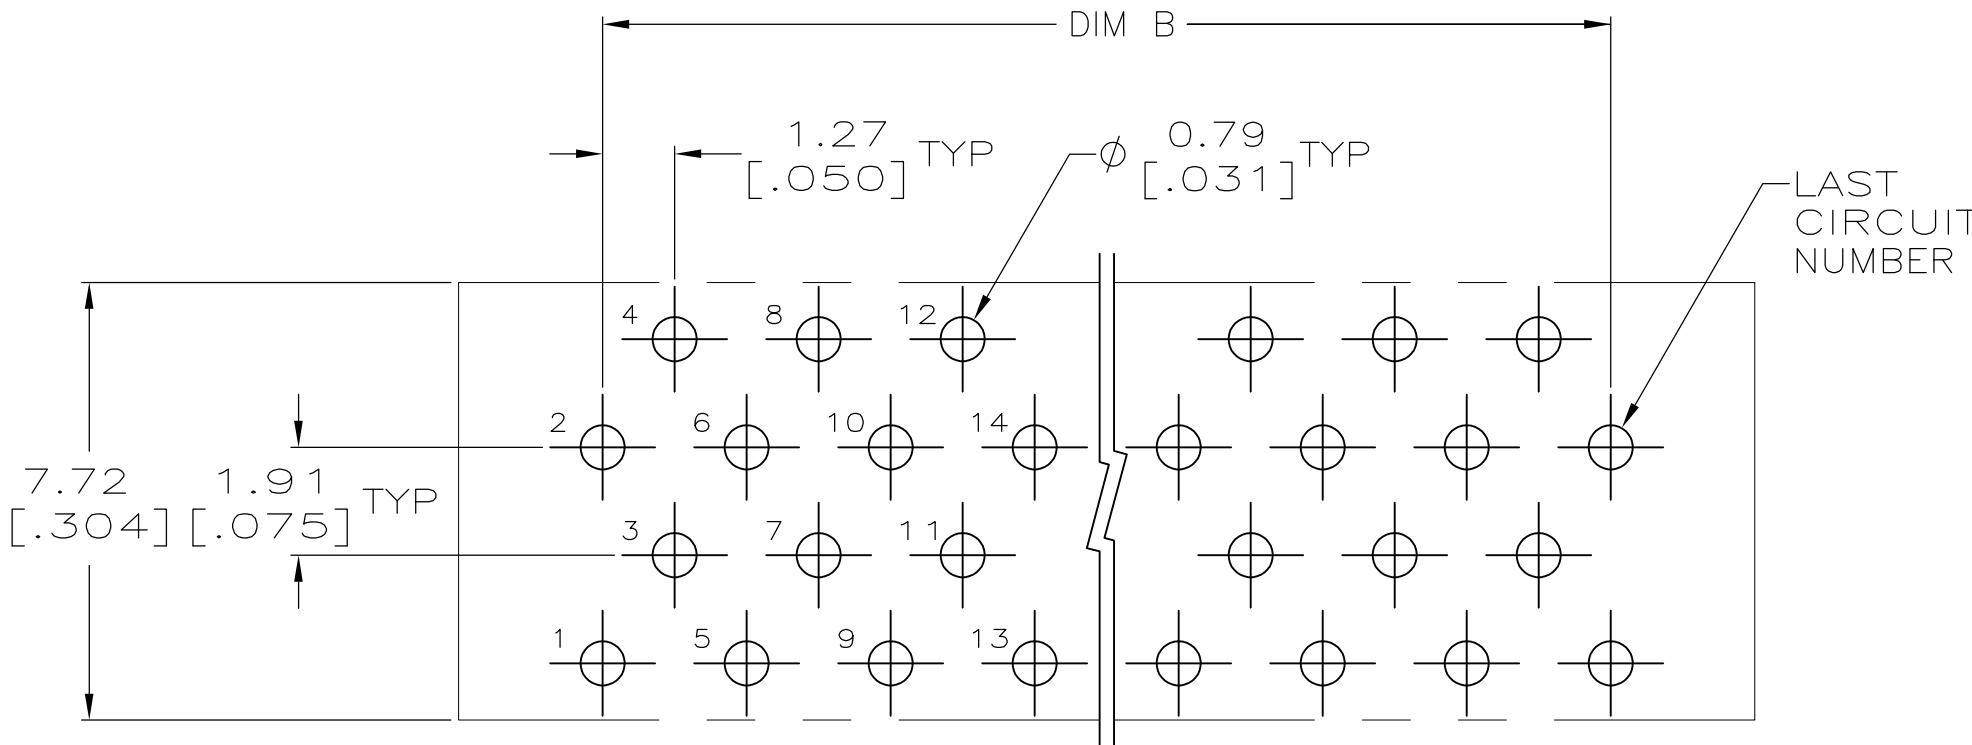 DIM B
1.27
[.050] TYP
⌀ 0.79
[.031] TYP
LAST
CIRCUIT
NUMBER
4 8 12
2 6 10 14
7.72
[.304]
1.91
[.075] TYP
3 7 11
1 5 9 13